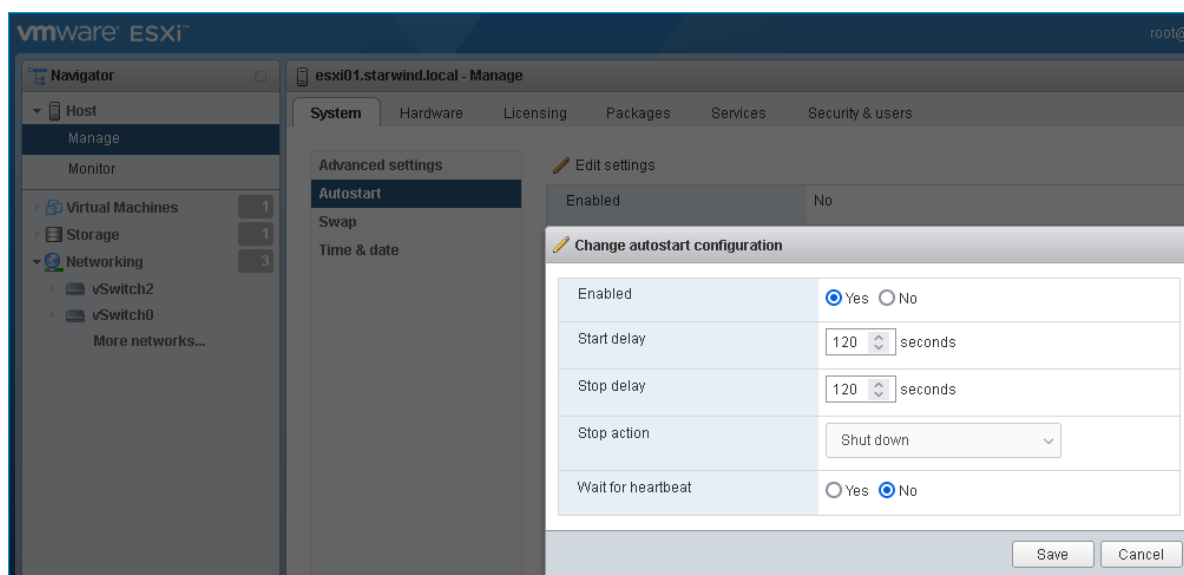 vmware ESXi™
root@
Navigator
esxi01.starwind.local - Manage
Host
Manage
Monitor
Virtual Machines 1
Storage 1
Networking 3
vSwitch2
vSwitch0
More networks...
System Hardware Licensing Packages Services Security & users
Advanced settings
Autostart
Swap
Time & date
Edit settings
Enabled No
Change autostart configuration
Enabled Yes No
Start delay 120 seconds
Stop delay 120 seconds
Stop action Shut down
Wait for heartbeat Yes No
Save Cancel